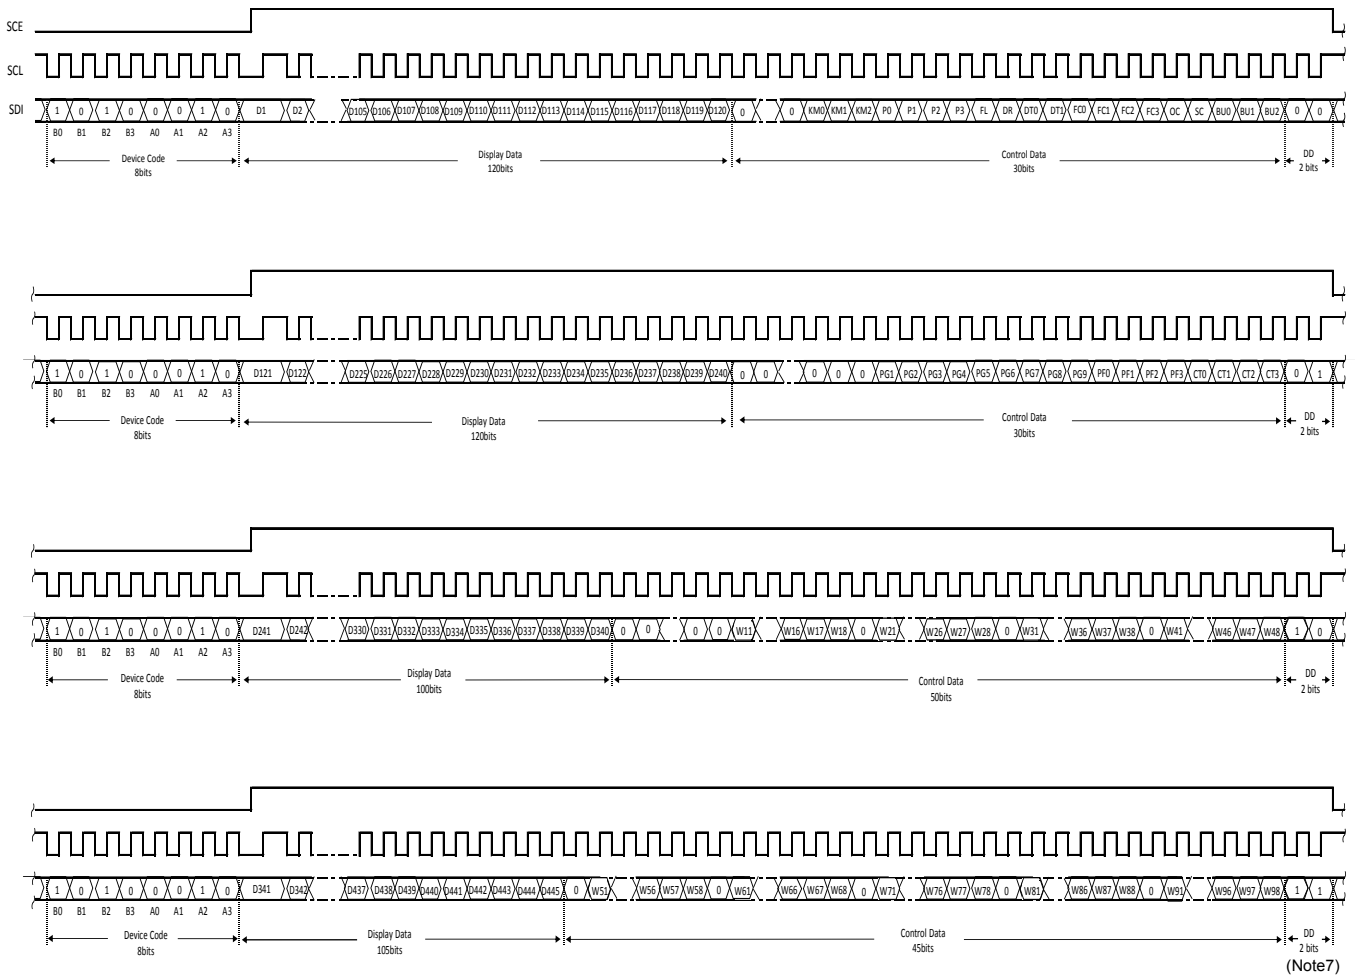 SCE
SCL
SDI 1 0 1 0 0 0 1 0 D1 D2 D105 D106 D107 D108 D109 D110 D111 D112 D113 D114 D115 D116 D117 D118 D119 D120 0 0 KM0 KM1 KM2 P0 P1 P2 P3 FL DR DT0 DT1 FC0 FC1 FC2 FC3 OC SC BU0 BU1 BU2 0 0
B0 B1 B2 B3 A0 A1 A2 A3
Device Code Display Data Control Data DD
8bits 120bits 30bits 2 bits
1 0 1 0 0 0 1 0 D121 D122 D225 D226 D227 D228 D229 D230 D231 D232 D233 D234 D235 D236 D237 D238 D239 D240 0 0 0 0 0 PG1 PG2 PG3 PG4 PG5 PG6 PG7 PG8 PG9 PF0 PF1 PF2 PF3 CT0 CT1 CT2 CT3 0 1
B0 B1 B2 B3 A0 A1 A2 A3
Device Code Display Data Control Data DD
8bits 120bits 30bits 2 bits
1 0 1 0 0 0 1 0 D241 D242 D330 D331 D332 D333 D334 D335 D336 D337 D338 D339 D340 0 0 0 0 W11 W16 W17 W18 0 W21 W26 W27 W28 0 W31 W36 W37 W38 0 W41 W46 W47 W48 1 0
B0 B1 B2 B3 A0 A1 A2 A3
Device Code Display Data Control Data DD
8bits 100bits 50bits 2 bits
1 0 1 0 0 0 1 0 D341 D342 D437 D438 D439 D440 D441 D442 D443 D444 D445 0 W51 W56 W57 W58 0 W61 W66 W67 W68 0 W71 W76 W77 W78 0 W81 W86 W87 W88 0 W91 W96 W97 W98 1 1
B0 B1 B2 B3 A0 A1 A2 A3
Device Code Display Data Control Data DD
8bits 105bits 45bits 2 bits
(Note7)